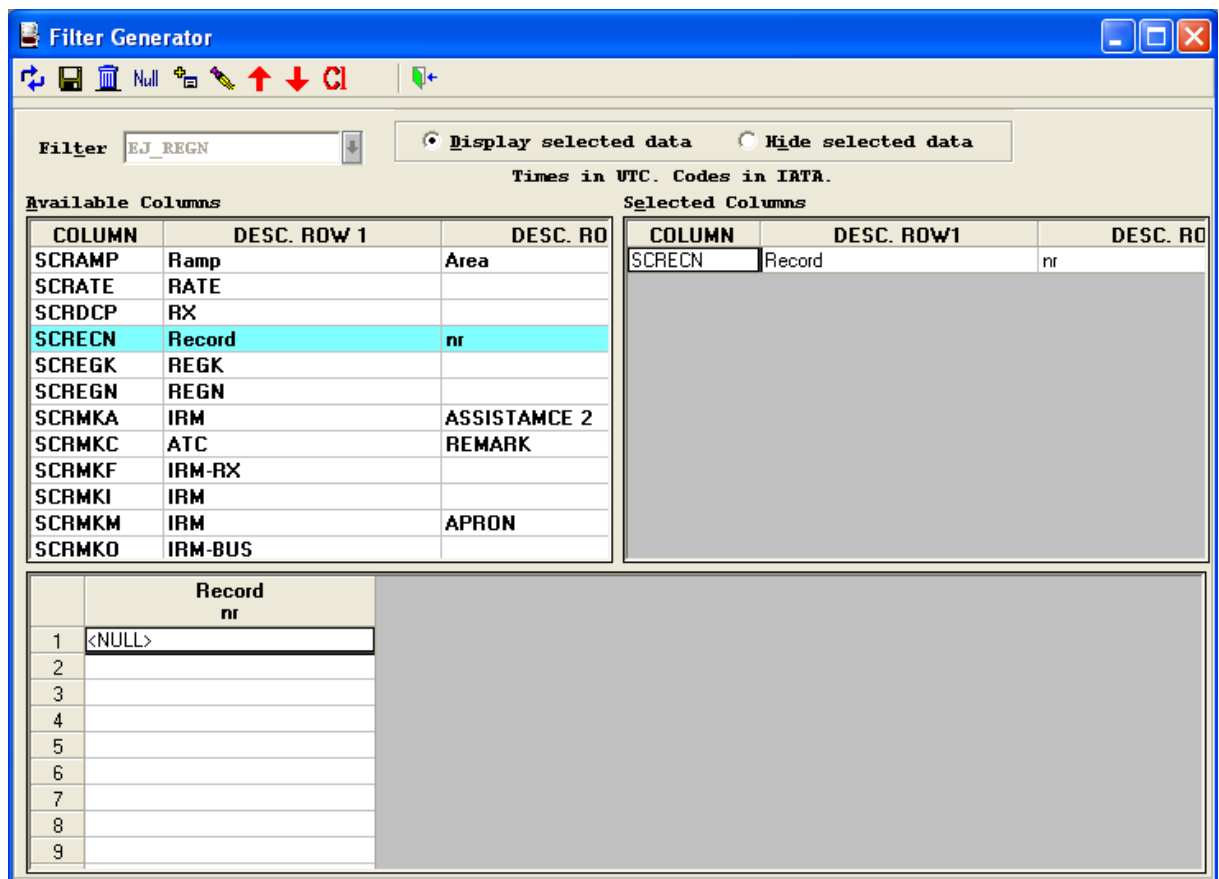 Filter Generator
Null Cl
Filter EJ_REGN Display selected data Hide selected data
Times in UTC. Codes in IATA.
Available Columns Selected Columns
COLUMN DESC. ROW 1 DESC. RO COLUMN DESC. ROW1 DESC. RO
SCRAMP Ramp Area SCRECN Record nr
SCRATE RATE
SCRDCP RX
SCRECN Record nr
SCREGK REGK
SCREGN REGN
SCRMKA IRM ASSISTAMCE 2
SCRMKC ATC REMARK
SCRMKF IRM-RX
SCRMKI IRM
SCRMKM IRM APRON
SCRMKO IRM-BUS
Record
nr
1 <NULL>
2
3
4
5
6
7
8
9